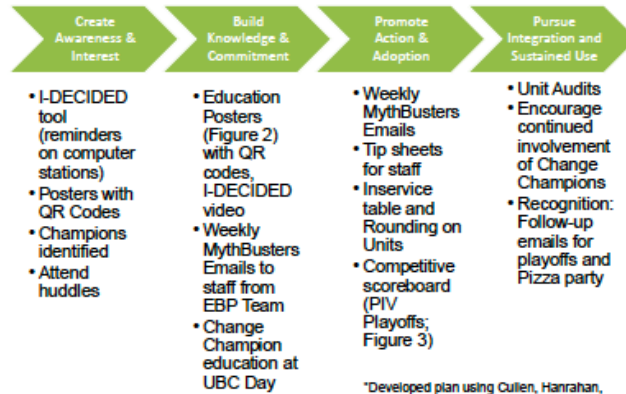 Create
Awareness &
Interest
• I-DECIDED
tool
(reminders
on computer
stations)
• Posters with
QR Codes
• Champions
identified
• Attend
huddles
Build
Knowledge &
Commitment
• Education
Posters
(Figure 2)
with QR
codes,
I-DECIDED
video
• Weekly
MythBusters
Emails to
staff from
EBP Team
• Change
Champion
education at
UBC Day
Promote
Action &
Adoption
• Weekly
MythBusters
Emails
• Tip sheets
for staff
• Inservice
table and
Rounding on
Units
• Competitive
scoreboard
(PIV
Playoffs;
Figure 3)
Pursue
Integration and
Sustained Use
• Unit Audits
• Encourage
continued
involvement
of Change
Champions
• Recognition:
Follow-up
emails for
playoffs and
Pizza party
*Developed plan using Cullen, Hanrahan,